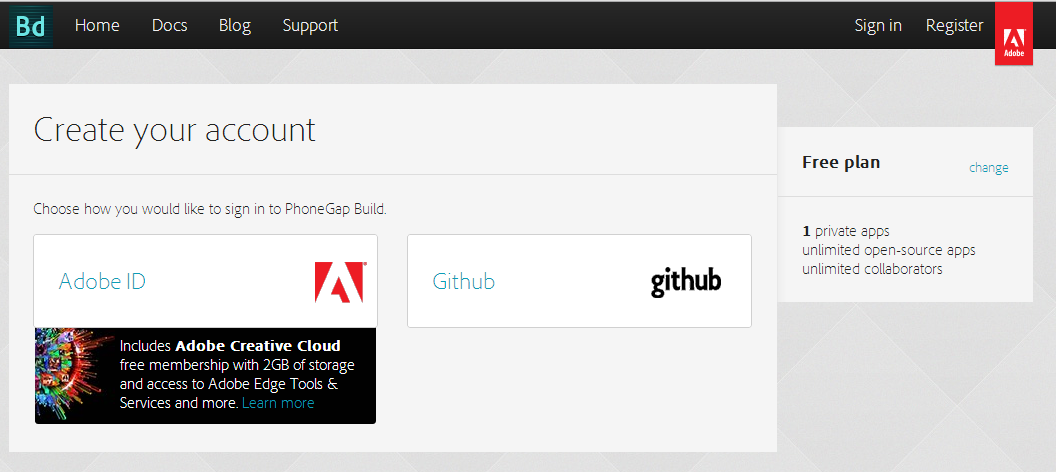 Bd Home Docs Blog Support Sign in Register
Adobe
Create your account
Choose how you would like to sign in to PhoneGap Build.
Adobe ID
Github
github
Includes Adobe Creative Cloud
free membership with 2GB of storage
and access to Adobe Edge Tools &
Services and more. Learn more
Free plan change
1 private apps
unlimited open-source apps
unlimited collaborators